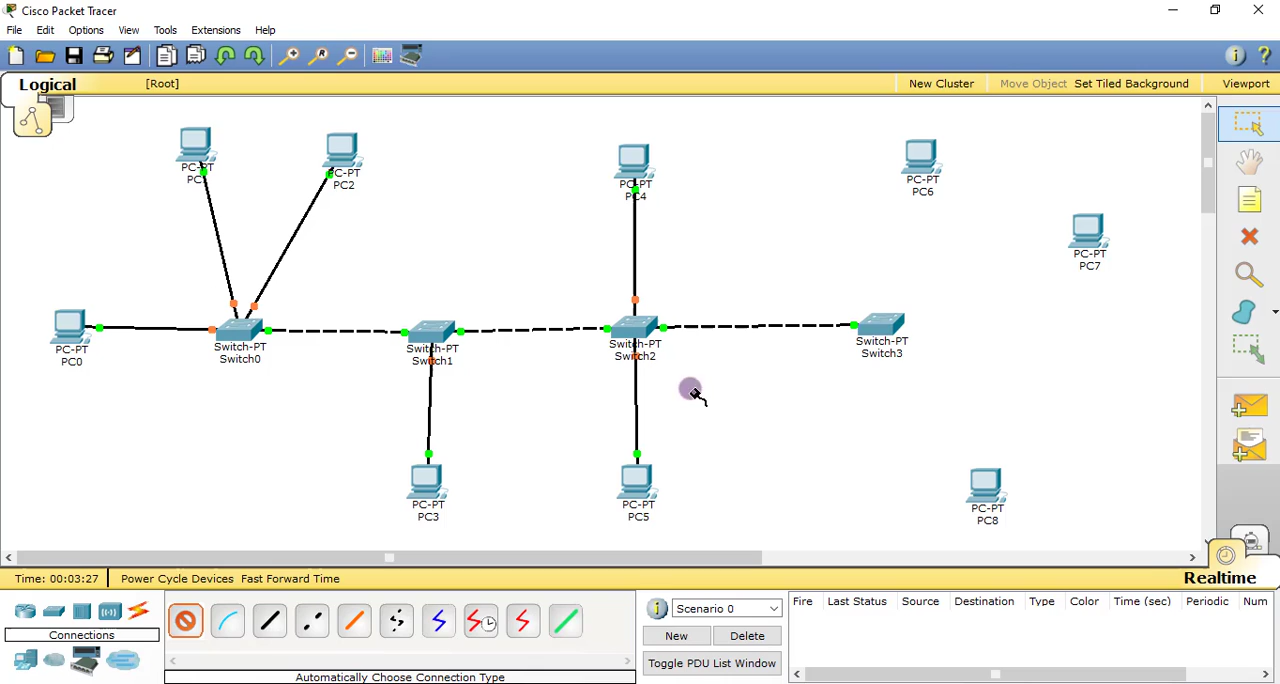 Cisco Packet Tracer
File Edit Options View Tools Extensions Help
Logical [Root] New Cluster Move Object Set Tiled Background Viewport
PC-PT
PC-PT
PC2
PC-PT
PC4
PC-PT
PC6
PC-PT
PC7
PC-PT
PC0
Switch-PT
Switch0
Switch-PT
Switch1
Switch-PT
Switch2
Switch-PT
Switch3
PC-PT
PC3
PC-PT
PC5
PC-PT
PC8
Time: 00:03:27 Power Cycle Devices Fast Forward Time Realtime
Connections
Automatically Choose Connection Type
Scenario 0
New Delete
Toggle PDU List Window
Fire Last Status Source Destination Type Color Time (sec) Periodic Num